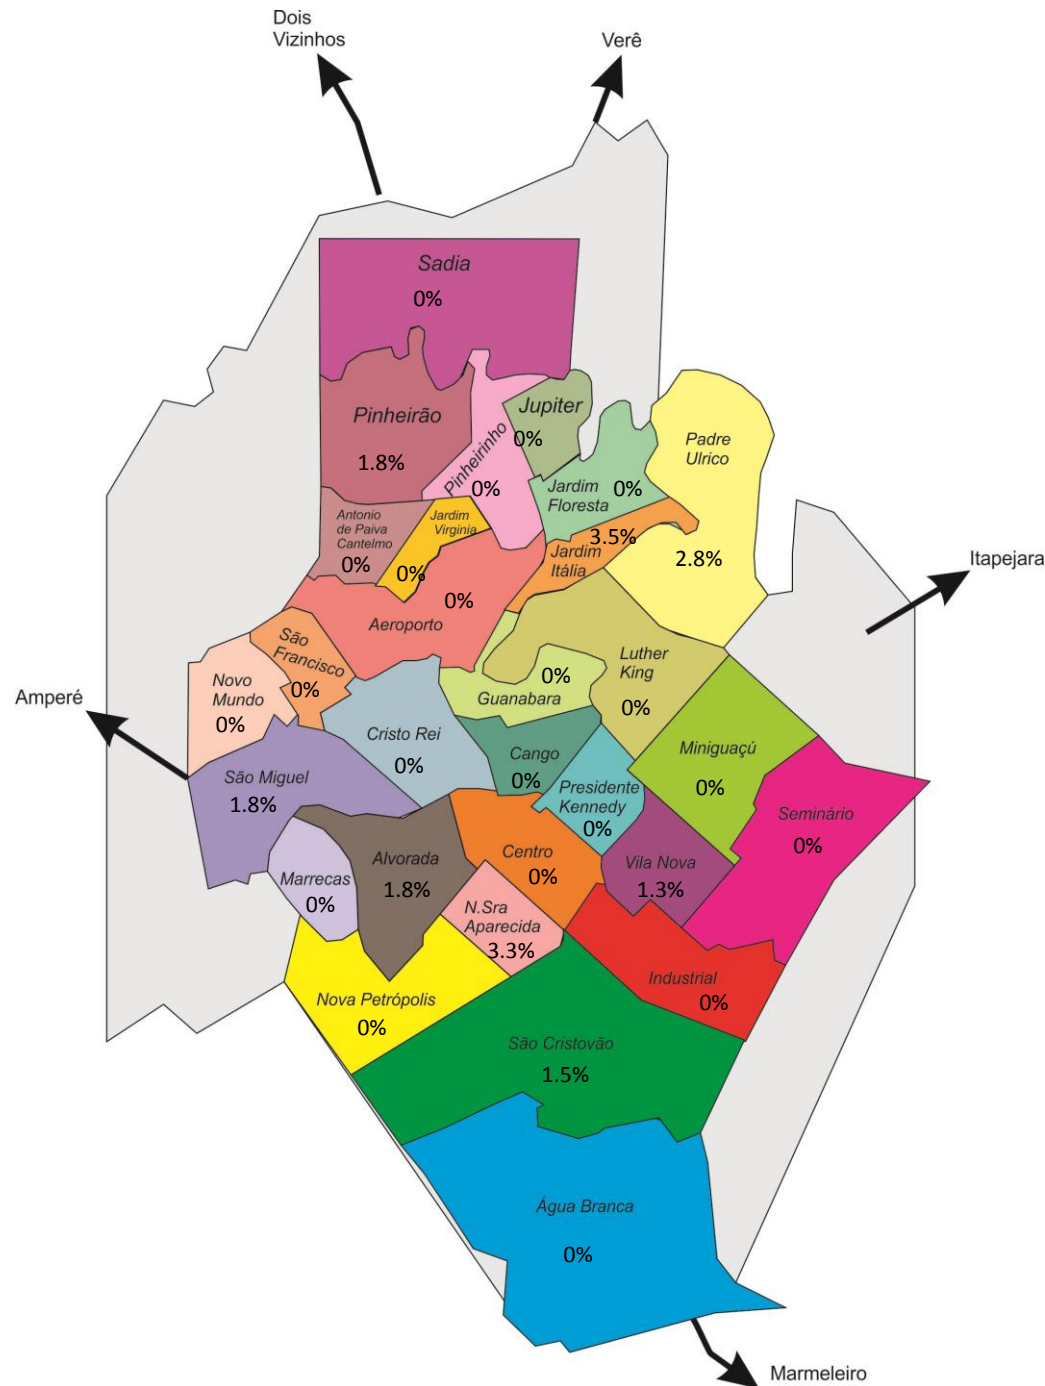 Dois
Vizinhos
Verê
Sadia
0%
Pinheirão
1.8%
Pinheirinho
0%
Jupiter
0%
Jardim
Floresta
0%
Padre
Ulrico
2.8%
Antonio
de Paiva
Cantelmo
0%
Jardim
Virginia
0%
Jardim
Itália
3.5%
Itapejara
Aeroporto
0%
São
Francisco
0%
Novo
Mundo
0%
Amperé
Guanabara
0%
Luther
King
0%
Cristo Rei
0%
Cango
0%
Miniguaçú
0%
São Miguel
1.8%
Presidente
Kennedy
0%
Seminário
0%
Marrecas
0%
Alvorada
1.8%
Centro
0%
Vila Nova
1.3%
N.Sra
Aparecida
3.3%
Industrial
0%
Nova Petrópolis
0%
São Cristovão
1.5%
Água Branca
0%
Marmeleiro